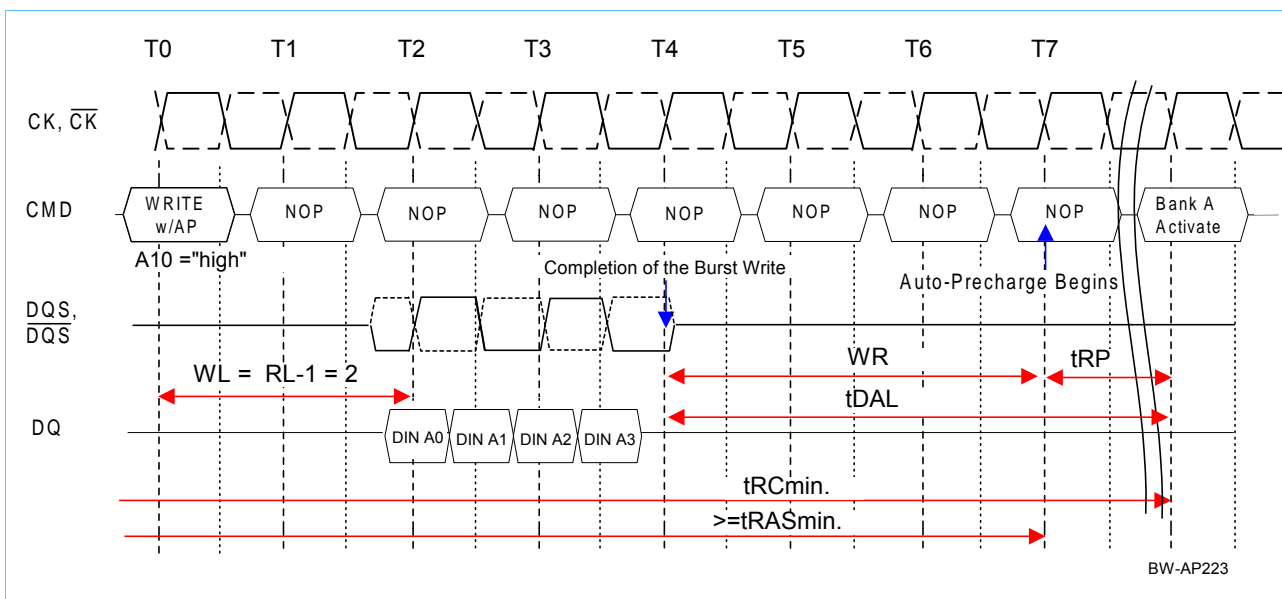 T0 T1 T2 T3 T4 T5 T6 T7
CK, CK
CMD
WRITE w/AP
NOP
NOP
NOP
NOP
NOP
NOP
NOP
Bank A Activate
A10 ="high"
Completion of the Burst Write
Auto-Precharge Begins
DQS,
DQS
WL = RL-1 = 2
WR
tRP
tDAL
DQ
DIN A0
DIN A1
DIN A2
DIN A3
tRCmin.
>=tRASmin.
BW-AP223